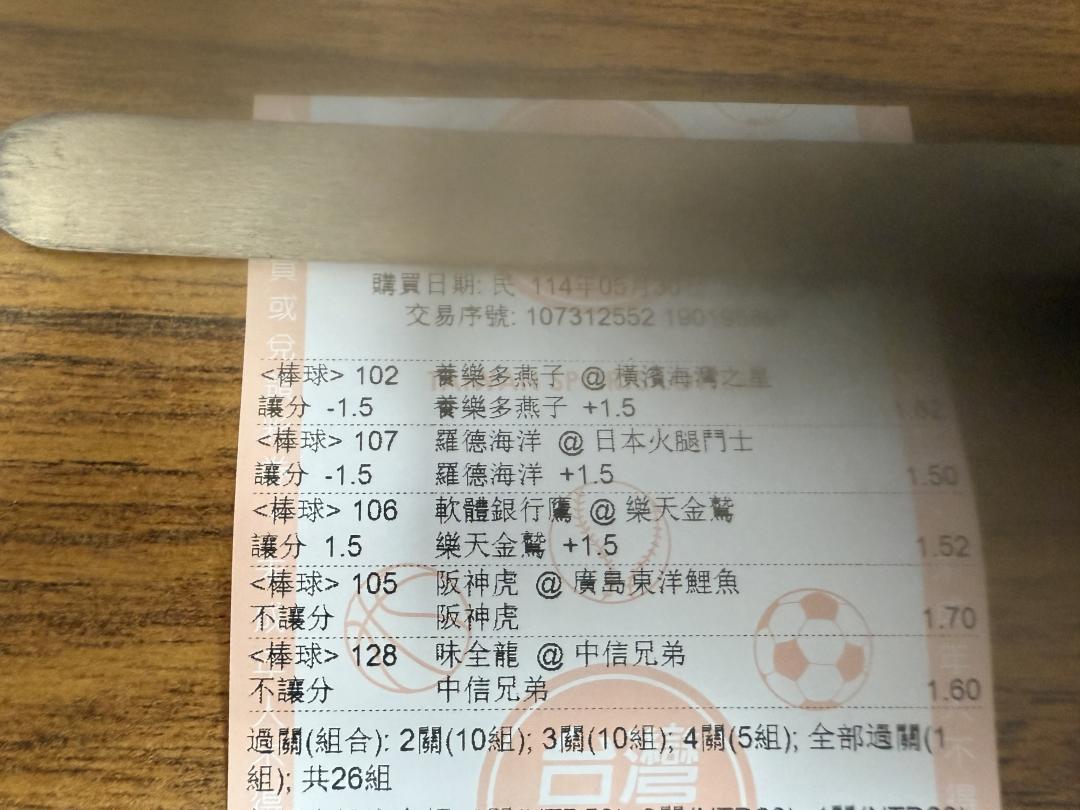 購買日期: 民 114年05月30
交易序號: 107312552
<棒球> 102 養樂多燕子 @ 橫濱海灣之星
讓分 -1.5 養樂多燕子 +1.5
<棒球> 107 羅德海洋 @ 日本火腿鬥士
讓分 -1.5 羅德海洋 +1.5 1.50
<棒球> 106 軟體銀行鷹 @ 樂天金鷲
讓分 1.5 樂天金鷲 +1.5 1.52
<棒球> 105 阪神虎 @ 廣島東洋鯉魚
不讓分 阪神虎 1.70
<棒球> 128 味全龍 @ 中信兄弟
不讓分 中信兄弟 1.60
過關(組合): 2關(10組); 3關(10組); 4關(5組); 全部過關(1
組); 共26組
台灣